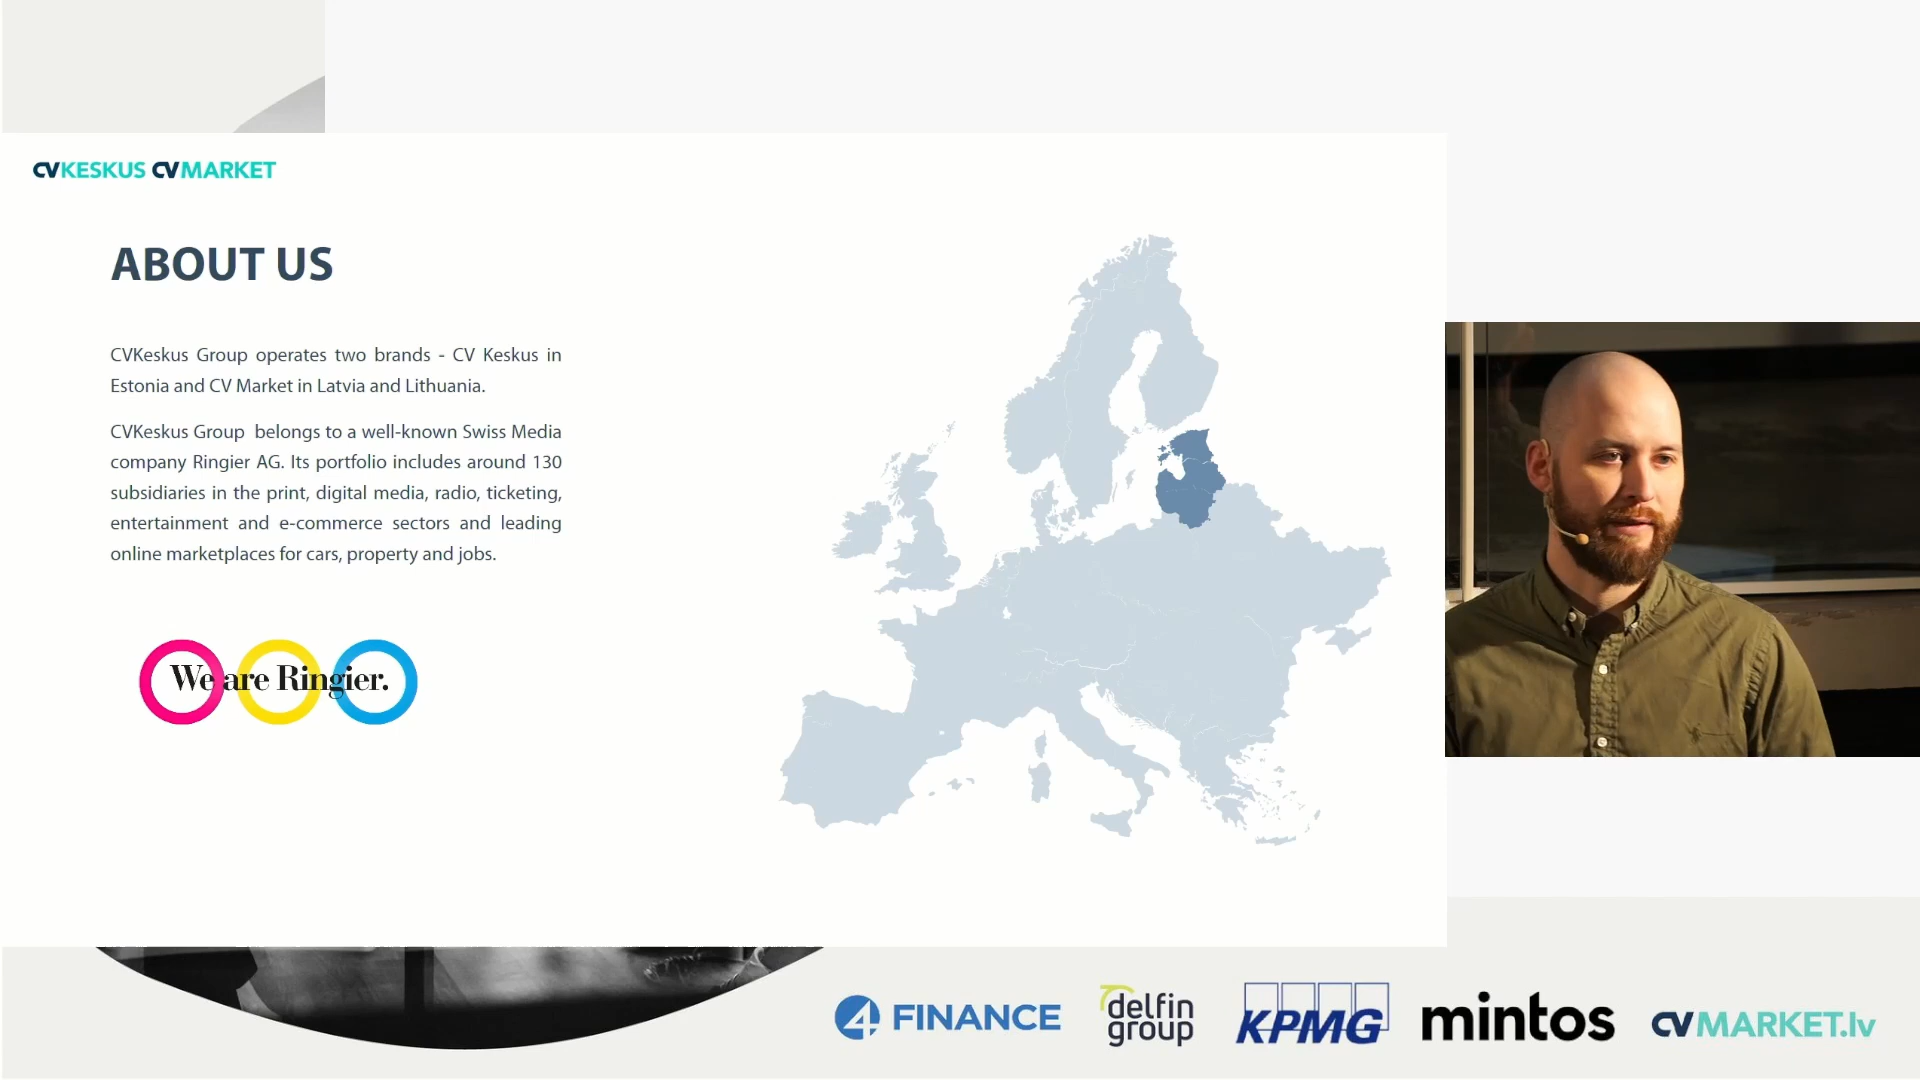 CVKESKUS CVMARKET
ABOUT US
CVKeskus Group operates two brands - CV Keskus in
Estonia and CV Market in Latvia and Lithuania.
CVKeskus Group belongs to a well-known Swiss Media
company Ringier AG. Its portfolio includes around 130
subsidiaries in the print, digital media, radio, ticketing,
entertainment and e-commerce sectors and leading
online marketplaces for cars, property and jobs.
We are Ringier.
4 FINANCE
delfin
group
KPMG
mintos
CVMARKET.lv